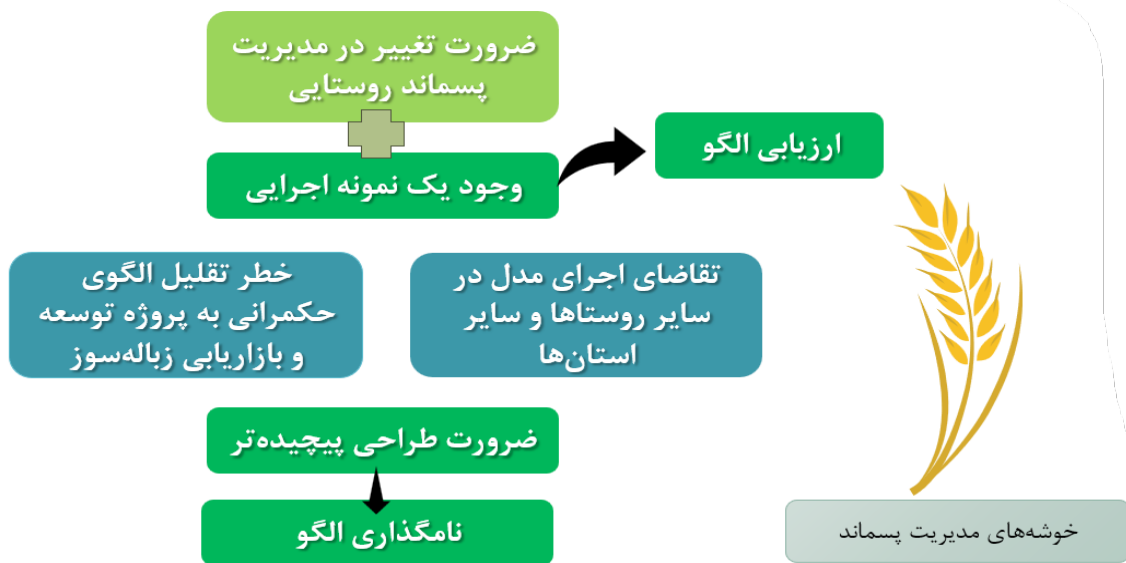 ضرورت تغییر در مدیریت
پسماند روستایی
وجود یک نمونه اجرایی
ارزیابی الگو
تقاضای اجرای مدل در
سایر روستاها و سایر
استان‌ها
خطر تقلیل الگوی
حکمرانی به پروژه توسعه
و بازاریابی زباله‌سوز
ضرورت طراحی پیچیده‌تر
نامگذاری الگو
خوشه‌های مدیریت پسماند